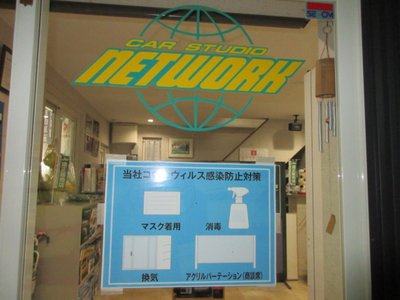 CAR STUDIO
NETWORK
当社コロナウィルス感染防止対策
マスク着用
消毒
換気
アクリルパーテーション(商談席)